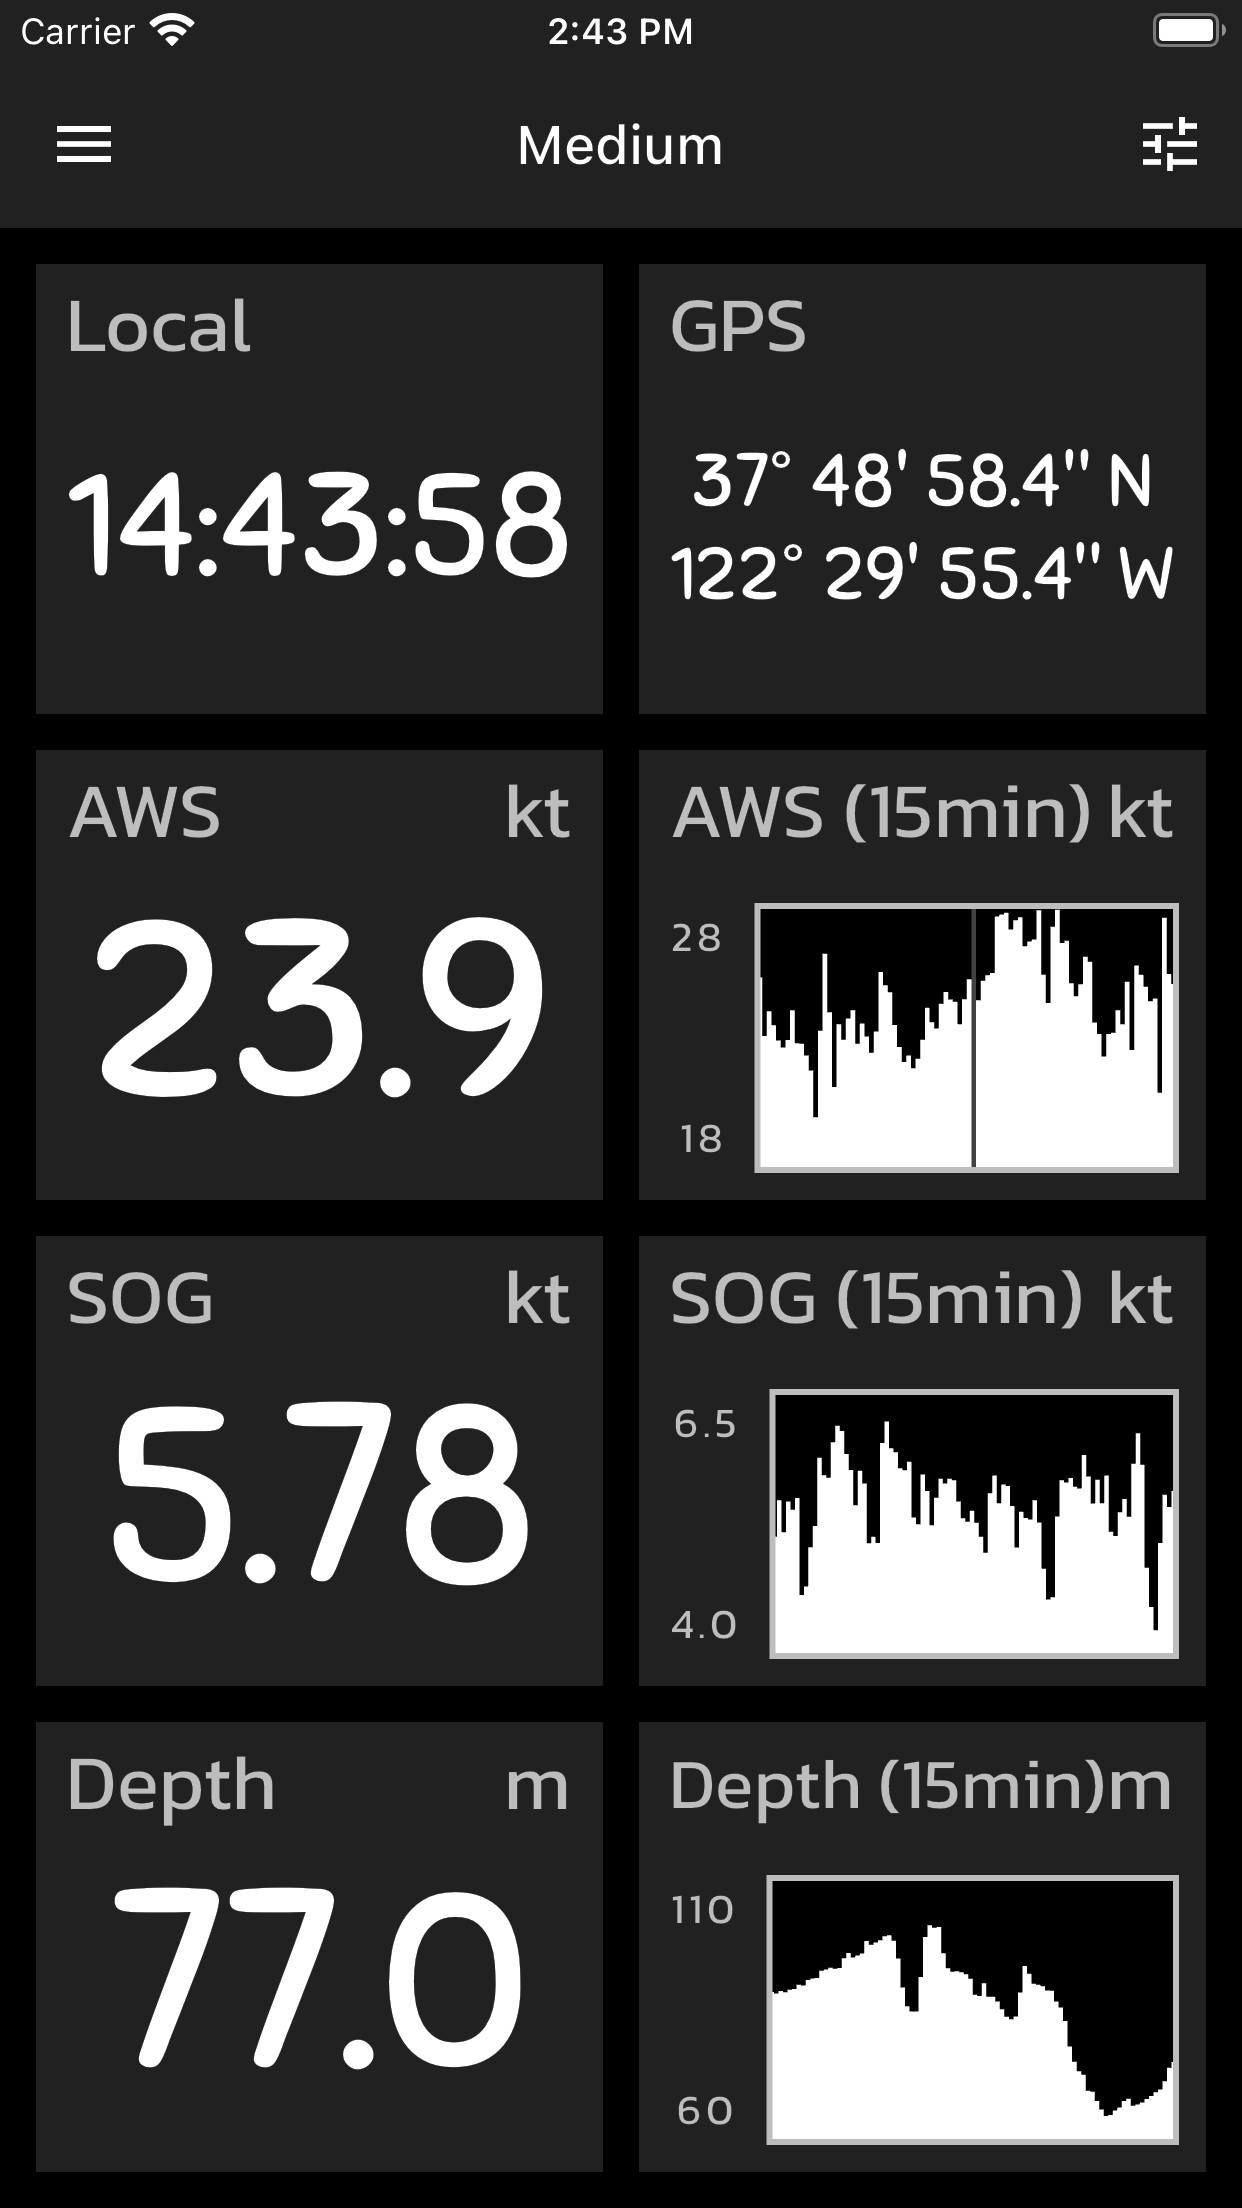 Carrier 2:43 PM
Medium
Local
14:43:58
GPS
37° 48' 58.4" N
122° 29' 55.4" W
AWS kt
23.9
AWS (15min) kt
28
18
SOG kt
5.78
SOG (15min) kt
6.5
4.0
Depth m
77.0
Depth (15min)m
110
60